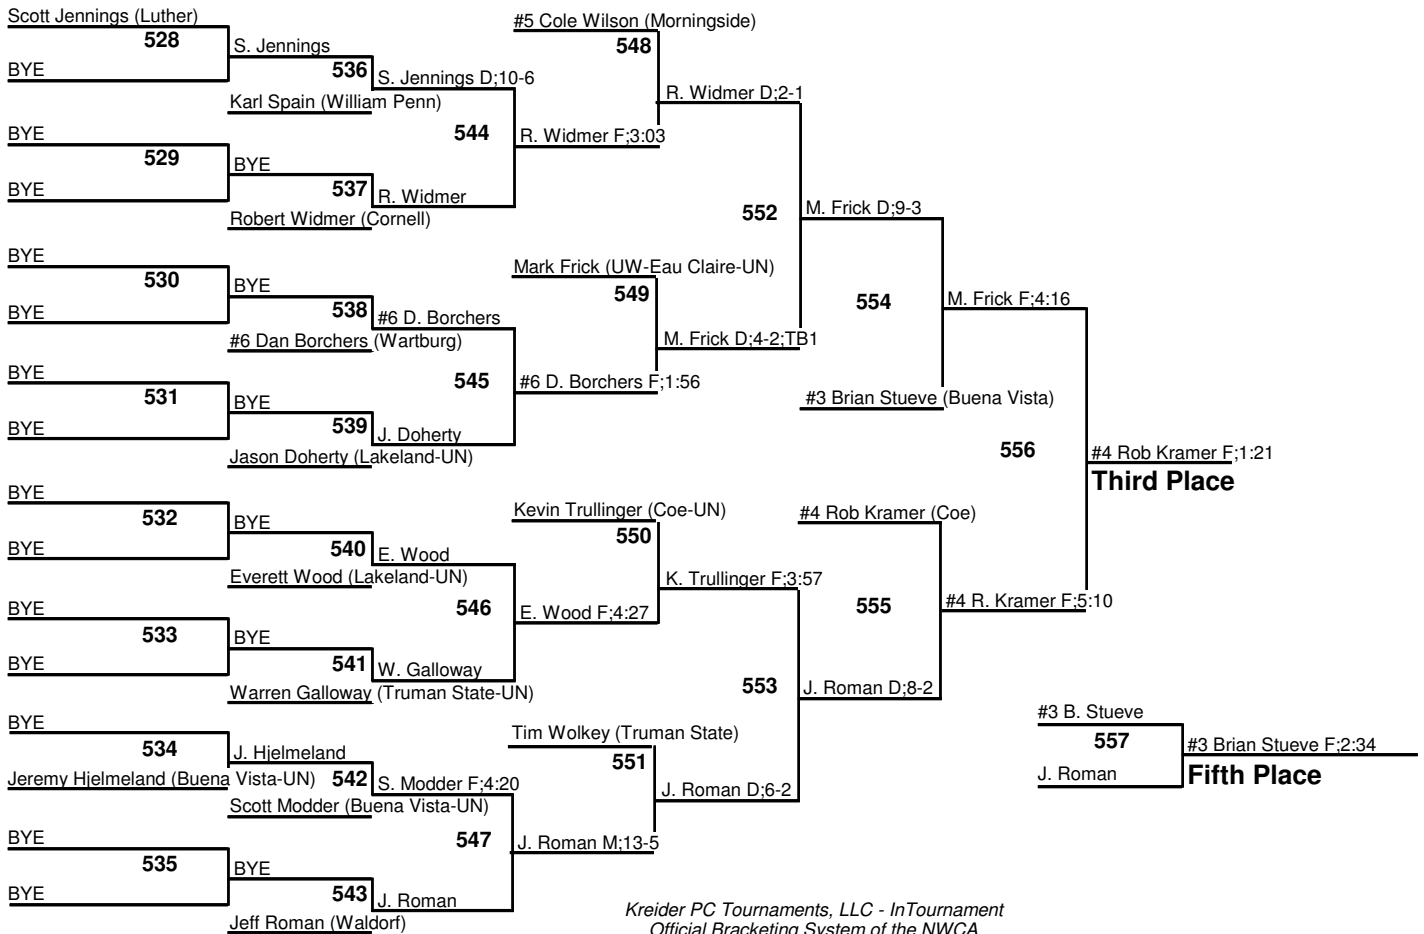 Scott Jennings (Luther)
528
BYE
S. Jennings
536
Karl Spain (William Penn)
S. Jennings D;10-6
BYE
529
BYE
BYE
537
Robert Widmer (Cornell)
R. Widmer
544
R. Widmer F;3:03
#5 Cole Wilson (Morningside)
548
R. Widmer D;2-1
BYE
530
BYE
BYE
538
#6 Dan Borchers (Wartburg)
#6 D. Borchers
BYE
531
BYE
BYE
539
Jason Doherty (Lakeland-UN)
J. Doherty
545
#6 D. Borchers F;1:56
Mark Frick (UW-Eau Claire-UN)
549
M. Frick D;4-2;TB1
552
M. Frick D;9-3
554
#3 Brian Stueve (Buena Vista)
M. Frick F;4:16
BYE
532
BYE
BYE
540
Everett Wood (Lakeland-UN)
E. Wood
BYE
533
BYE
BYE
541
Warren Galloway (Truman State-UN)
W. Galloway
546
E. Wood F;4:27
Kevin Trullinger (Coe-UN)
550
K. Trullinger F;3:57
BYE
534
Jeremy Hjelmeland (Buena Vista-UN)
J. Hjelmeland
542
Scott Modder (Buena Vista-UN)
S. Modder F;4:20
BYE
535
BYE
BYE
543
Jeff Roman (Waldorf)
J. Roman
547
J. Roman M;13-5
Tim Wolkey (Truman State)
551
J. Roman D;6-2
553
J. Roman D;8-2
#4 Rob Kramer (Coe)
555
#4 R. Kramer F;5:10
556
#4 Rob Kramer F;1:21
Third Place
#3 B. Stueve
557
J. Roman
#3 Brian Stueve F;2:34
Fifth Place
Kreider PC Tournaments, LLC - InTournament
Official Bracketing System of the NWCA